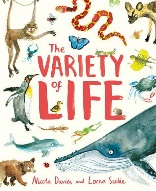 The
VARIETY
of
LIFE
Nicola Davies and Lorna Scobie